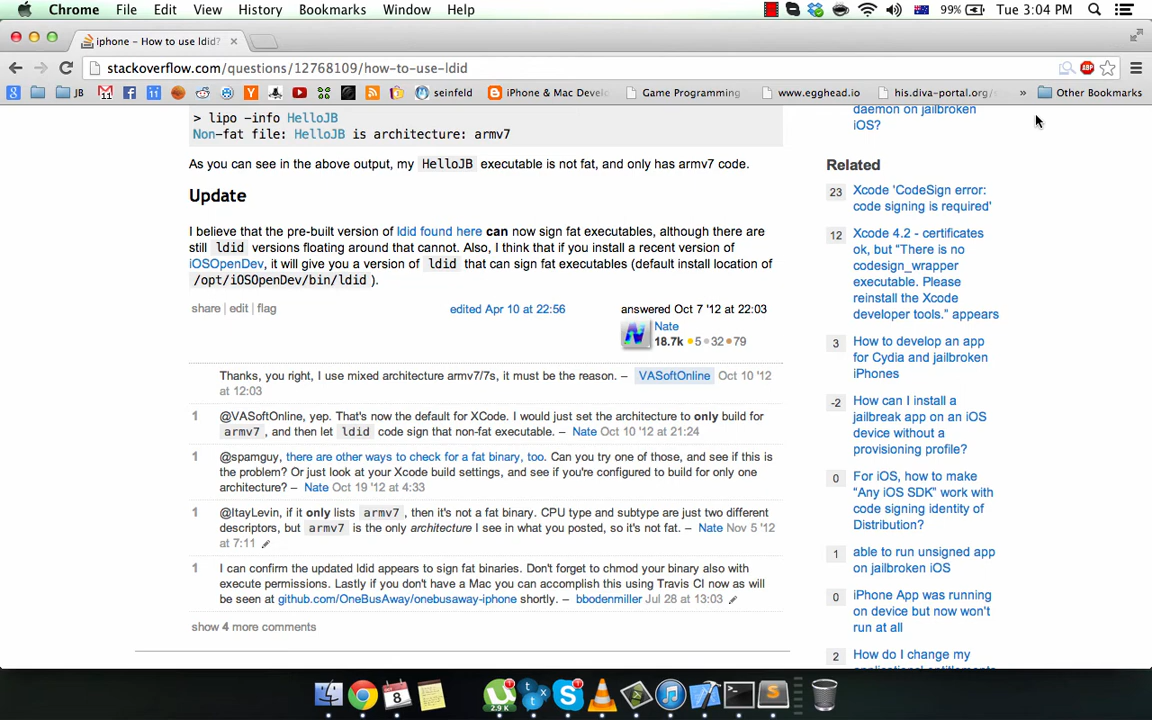 Chrome File Edit View History Bookmarks Window Help 99% Tue 3:04 PM
iphone - How to use ldid?
stackoverflow.com/questions/12768109/how-to-use-ldid ABP
JB 11 11 seinfeld iPhone & Mac Devel Game Programming www.egghead.io his.diva-portal.org/ » Other Bookmarks
> lipo -info HelloJB
Non-fat file: HelloJB is architecture: armv7
As you can see in the above output, my HelloJB executable is not fat, and only has armv7 code.
Update
I believe that the pre-built version of ldid found here can now sign fat executables, although there are
still ldid versions floating around that cannot. Also, I think that if you install a recent version of
iOSOpenDev, it will give you a version of ldid that can sign fat executables (default install location of
/opt/iOSOpenDev/bin/ldid ).
share | edit | flag
edited Apr 10 at 22:56
answered Oct 7 '12 at 22:03
Nate
18.7k ●5 ●32 ●79
Thanks, you right, I use mixed architecture armv7/7s, it must be the reason. – VASoftOnline Oct 10 '12
at 12:03
1 @VASoftOnline, yep. That's now the default for XCode. I would just set the architecture to only build for
armv7 , and then let ldid code sign that non-fat executable. – Nate Oct 10 '12 at 21:24
1 @spamguy, there are other ways to check for a fat binary, too. Can you try one of those, and see if this is
the problem? Or just look at your Xcode build settings, and see if you're configured to build for only one
architecture? – Nate Oct 19 '12 at 4:33
1 @ItayLevin, if it only lists armv7 , then it's not a fat binary. CPU type and subtype are just two different
descriptors, but armv7 is the only architecture I see in what you posted, so it's not fat. – Nate Nov 5 '12
at 7:11
1 I can confirm the updated ldid appears to sign fat binaries. Don't forget to chmod your binary also with
execute permissions. Lastly if you don't have a Mac you can accomplish this using Travis CI now as will
be seen at github.com/OneBusAway/onebusaway-iphone shortly. – bbodenmiller Jul 28 at 13:03
show 4 more comments
daemon on jailbroken
iOS?
Related
23 Xcode 'CodeSign error:
code signing is required'
12 Xcode 4.2 - certificates
ok, but "There is no
codesign_wrapper
executable. Please
reinstall the Xcode
developer tools." appears
3 How to develop an app
for Cydia and jailbroken
iPhones
-2 How can I install a
jailbreak app on an iOS
device without a
provisioning profile?
0 For iOS, how to make
"Any iOS SDK" work with
code signing identity of
Distribution?
1 able to run unsigned app
on jailbroken iOS
0 iPhone App was running
on device but now won't
run at all
2 How do I change my
applicational entitlements
8 2.9 K 1